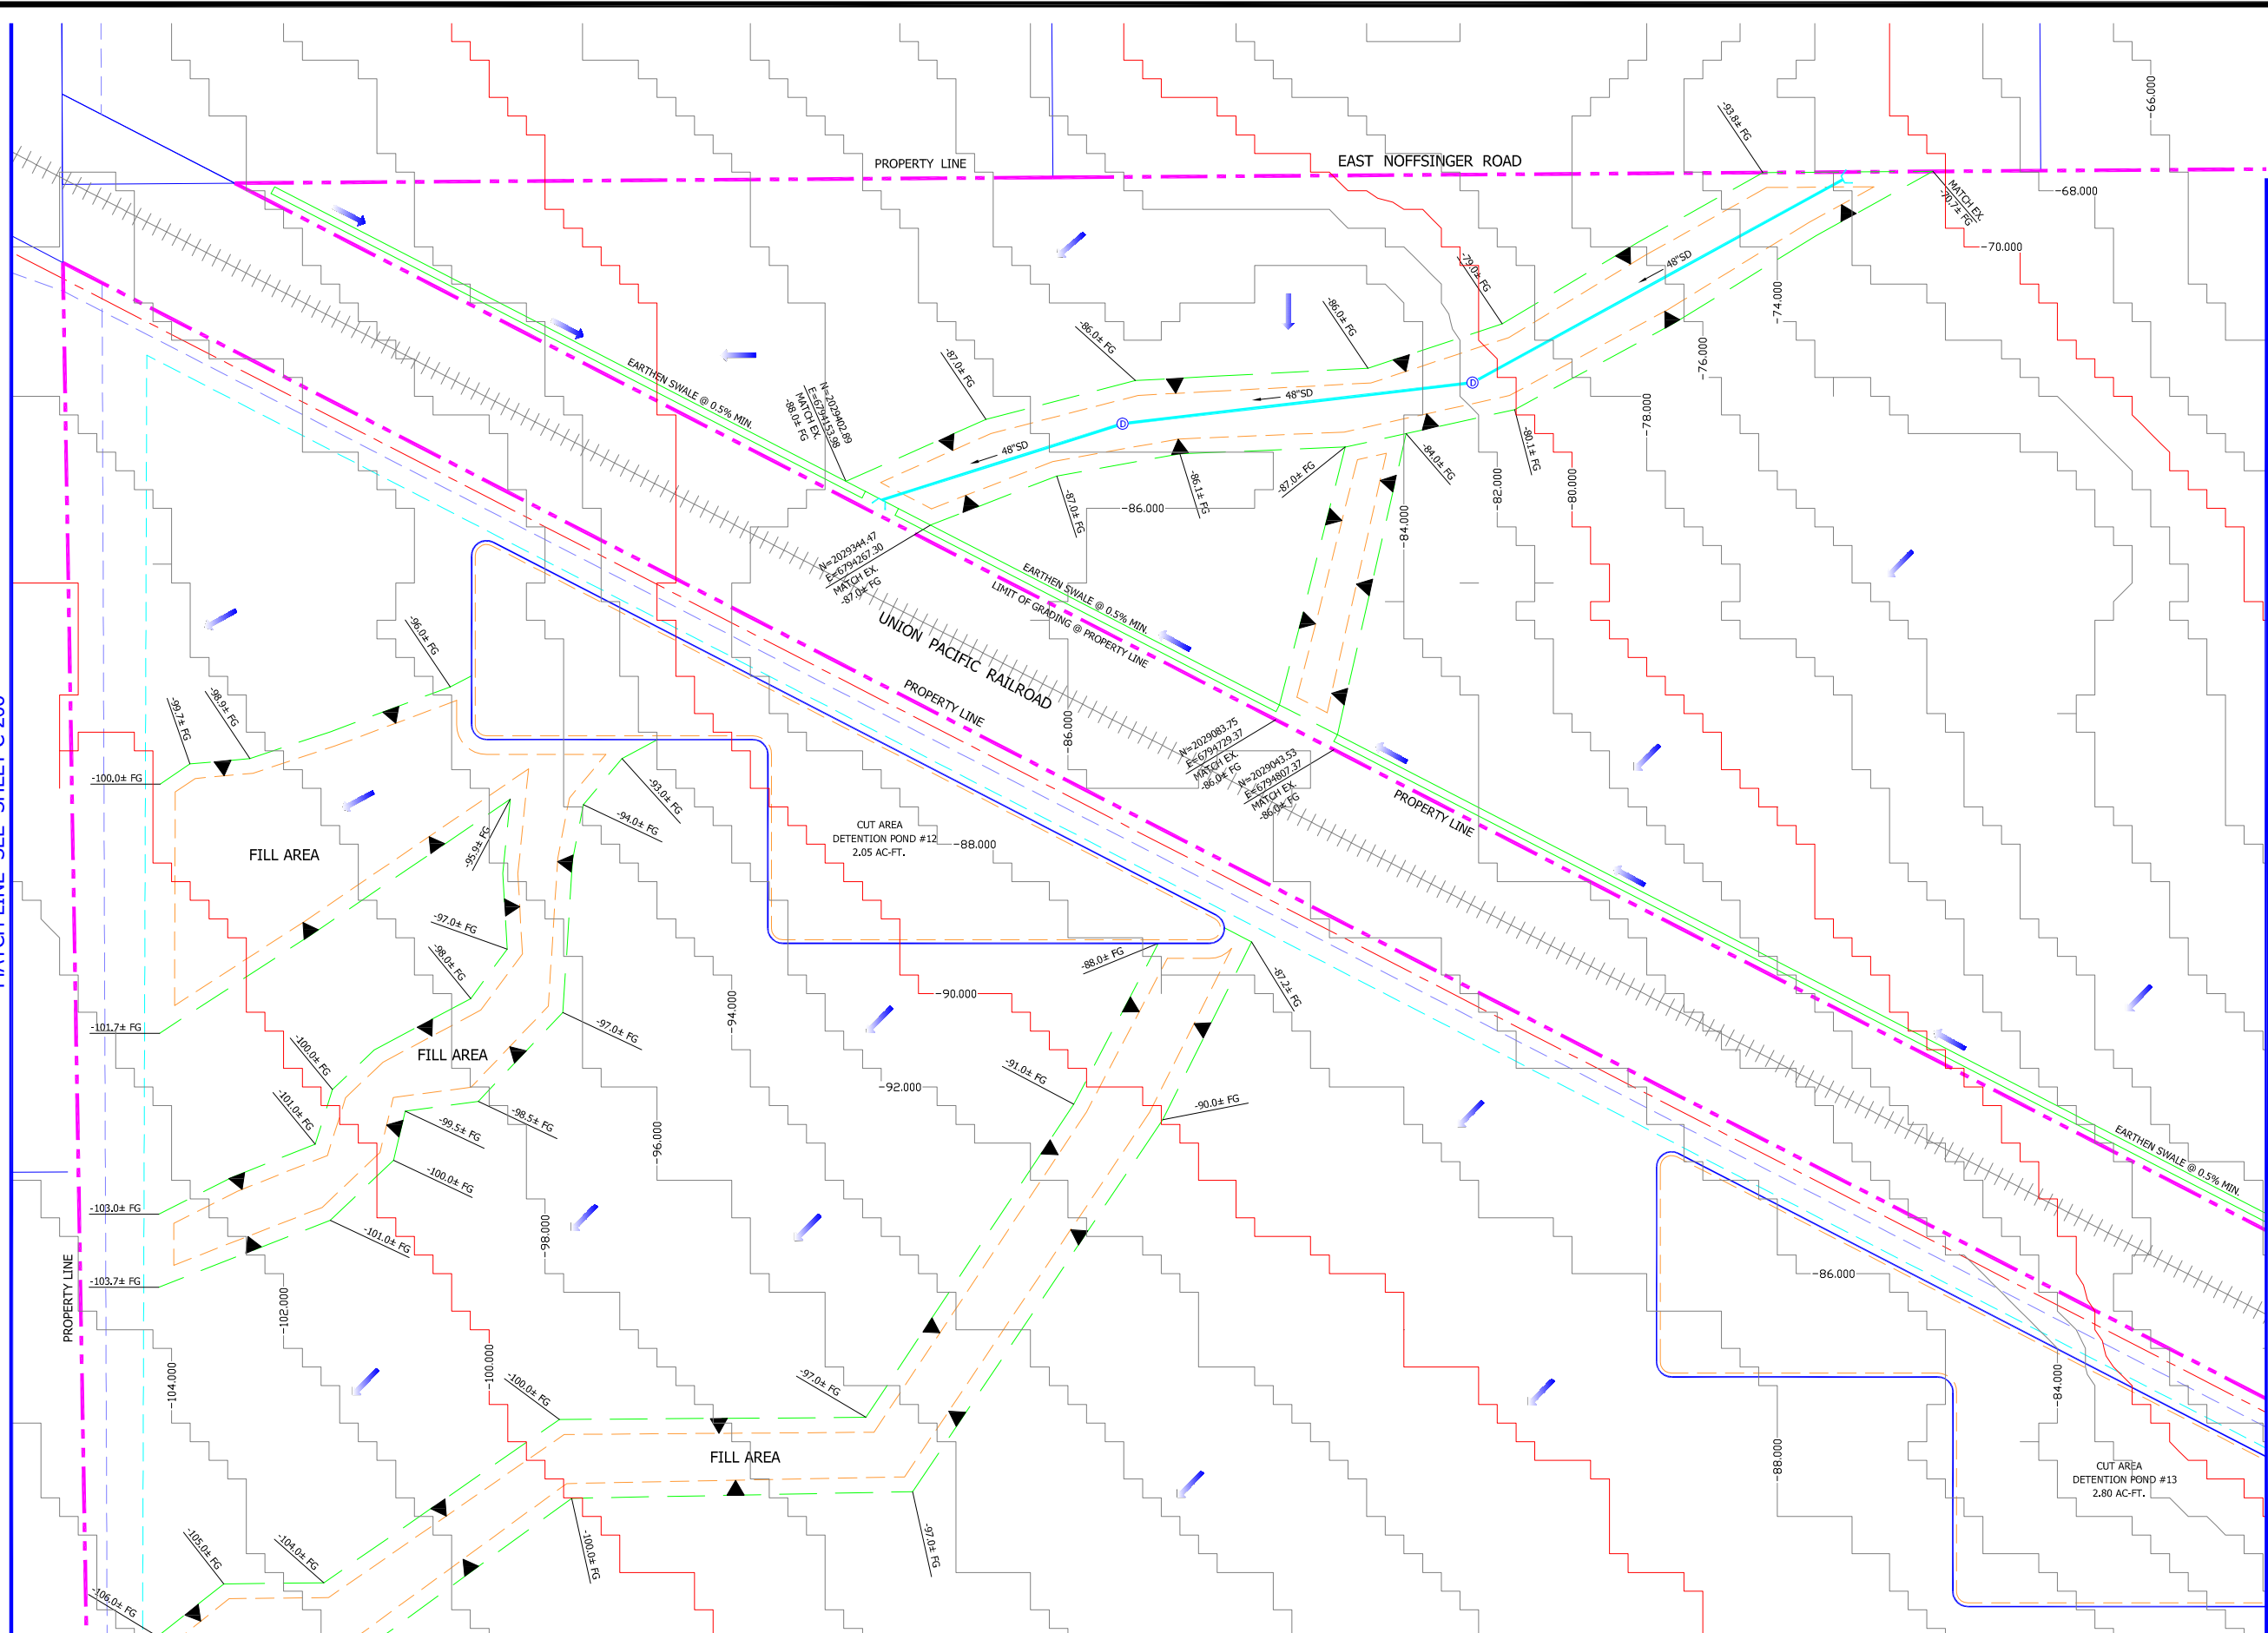 -66.000
-93.8± FG
PROPERTY LINE
EAST NOFFSINGER ROAD
-68.000
MATCH EX.
-70.7± FG
-70.000
-79.0± FG
48"SD
-74.000
-86.0± FG
-86.0± FG
-87.0± FG
-76.000
EARTHEN SWALE @ 0.5% MIN.
N=2029402.89
E=6794153.98
MATCH EX.
-88.0± FG
48"SD
48"SD
-78.000
-80.1± FG
-84.0± FG
-87.0± FG
-86.1± FG
-87.0± FG
-82.000
-80.000
-86.000
-84.000
N=2029344.47
E=6794267.30
MATCH EX.
-87.0± FG
EARTHEN SWALE @ 0.5% MIN.
LIMIT OF GRADING @ PROPERTY LINE
UNION PACIFIC RAILROAD
PROPERTY LINE
-96.0± FG
-98.9± FG
-99.7± FG
-100.0± FG
-86.000
N=2029083.75
E=6794729.37
MATCH EX.
-86.0± FG
N=2029043.53
E=6794807.37
MATCH EX.
-86.0± FG
PROPERTY LINE
-93.0± FG
-94.0± FG
-95.9± FG
FILL AREA
CUT AREA
DETENTION POND #12
2.05 AC-FT.
-88.000
-97.0± FG
-98.0± FG
-88.0± FG
-87.2± FG
-90.000
-94.000
-101.7± FG
-97.0± FG
FILL AREA
-100.0± FG
-101.0± FG
-92.000
-91.0± FG
-90.0± FG
-98.5± FG
-99.5± FG
-96.000
-100.0± FG
EARTHEN SWALE @ 0.5% MIN.
-103.0± FG
-101.0± FG
-98.000
-103.7± FG
PROPERTY LINE
-102.000
-86.000
-104.000
-100.000
-100.0± FG
-97.0± FG
-84.000
FILL AREA
-88.000
CUT AREA
DETENTION POND #13
2.80 AC-FT.
-105.0± FG
-104.0± FG
-100.0± FG
-97.0± FG
-106.0± FG